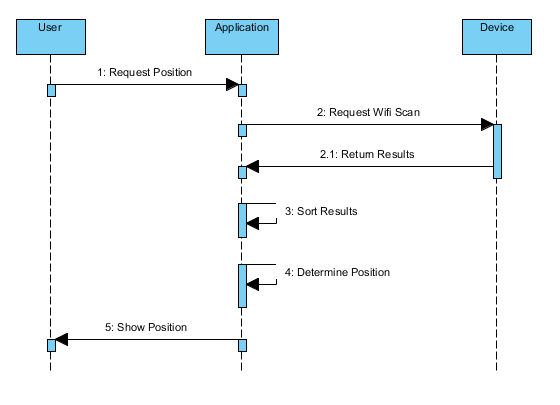 User
Application
Device
1: Request Position
2: Request Wifi Scan
2.1: Return Results
3: Sort Results
4: Determine Position
5: Show Position